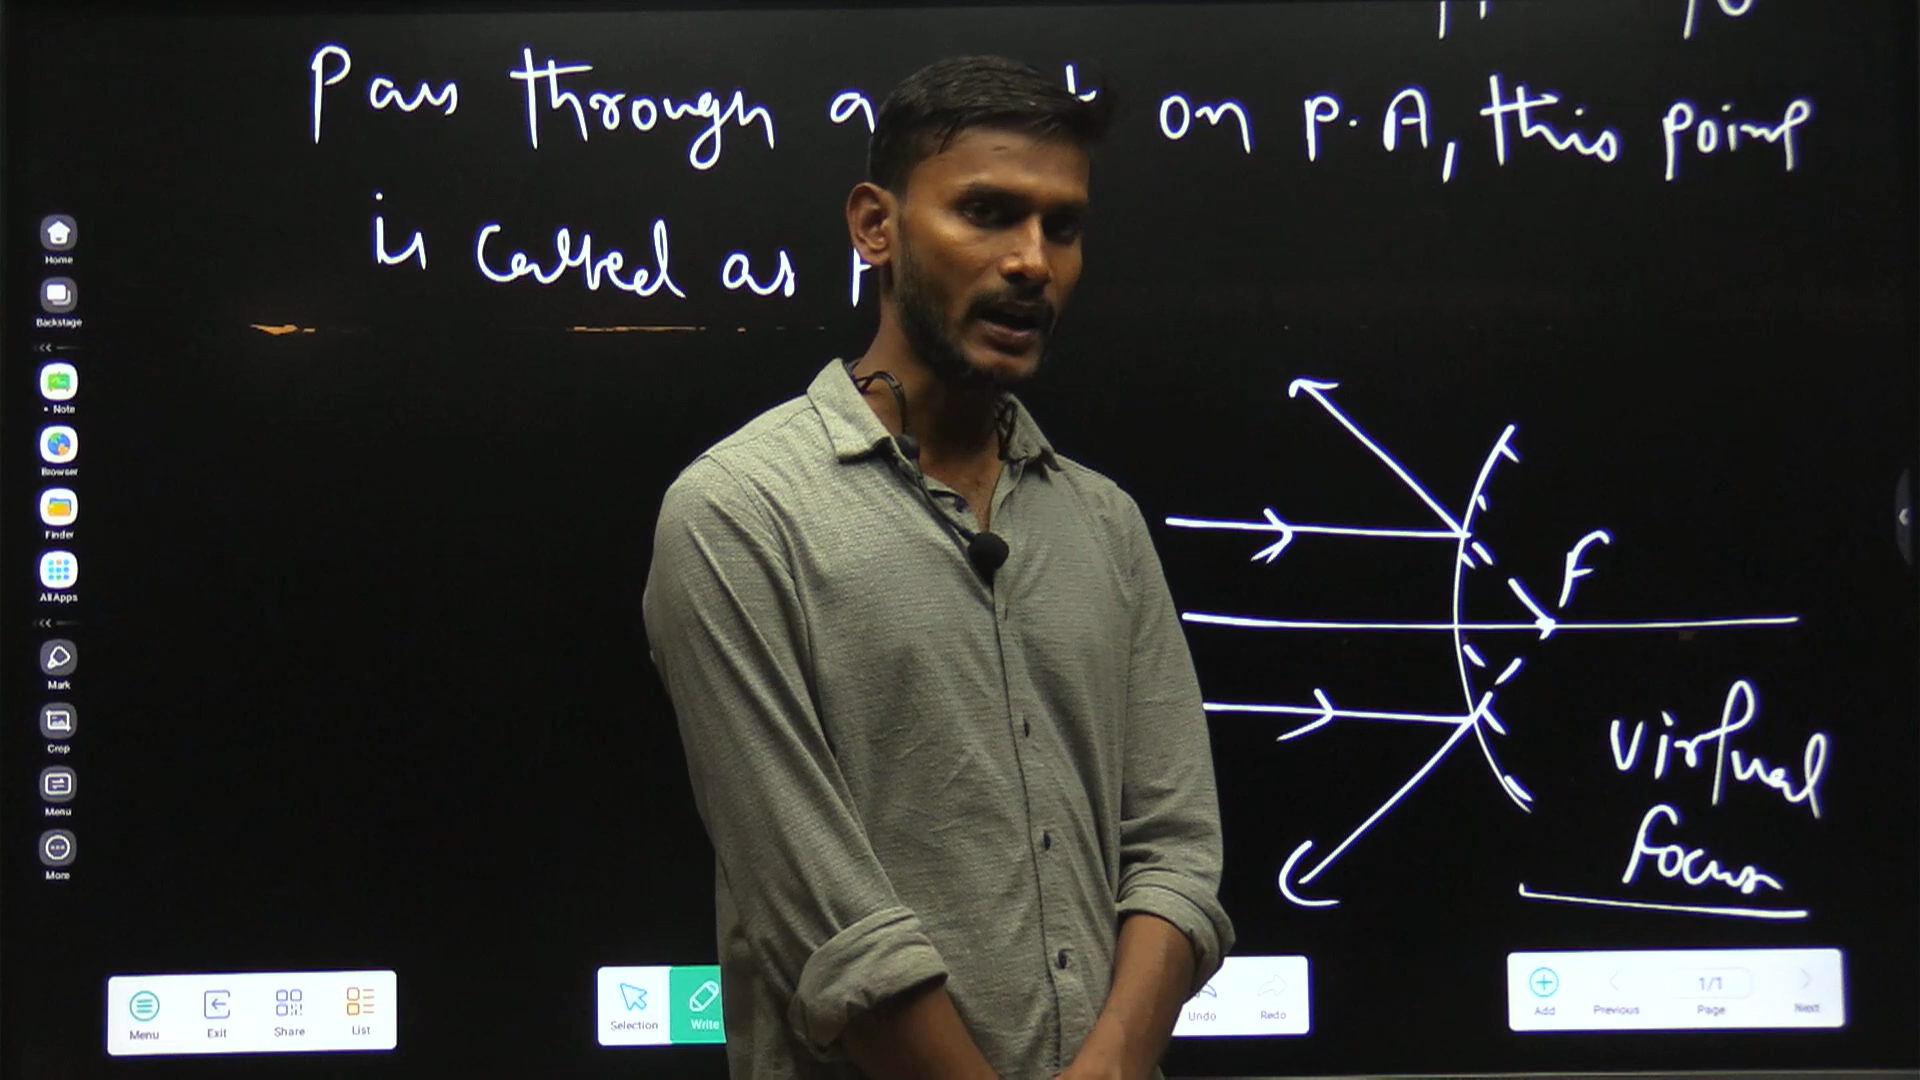 Pass through a on P.A, this point
is called as
F
Virtual
focus
Home
Backstage
Note
Browser
Finder
All Apps
Mark
Crop
Menu
More
Menu Exit Share List
Selection Write Undo Redo
1/1
Add Previous Page Next